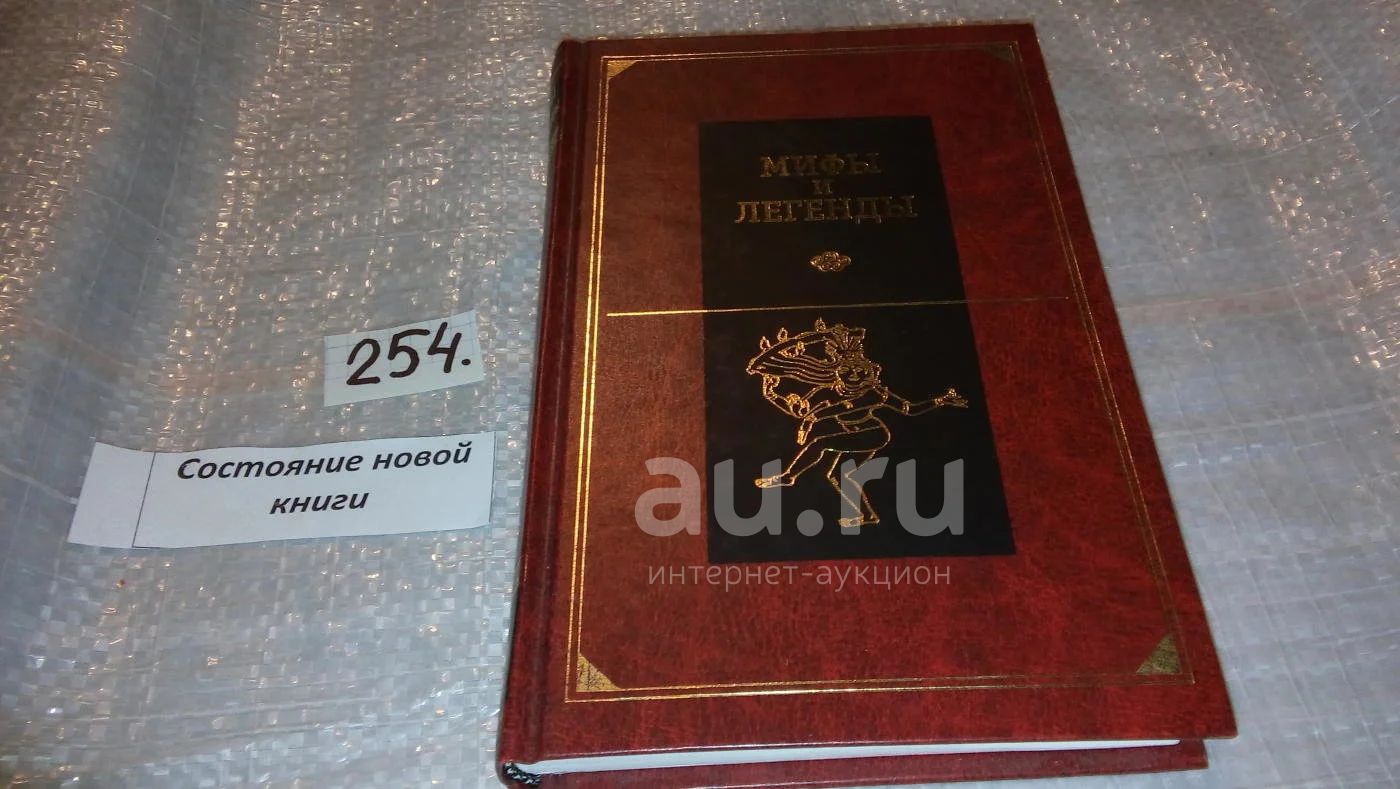 МИФЫ
И
ЛЕГЕНДЫ
254.
Состояние новой
книги
au.ru
интернет-аукцион